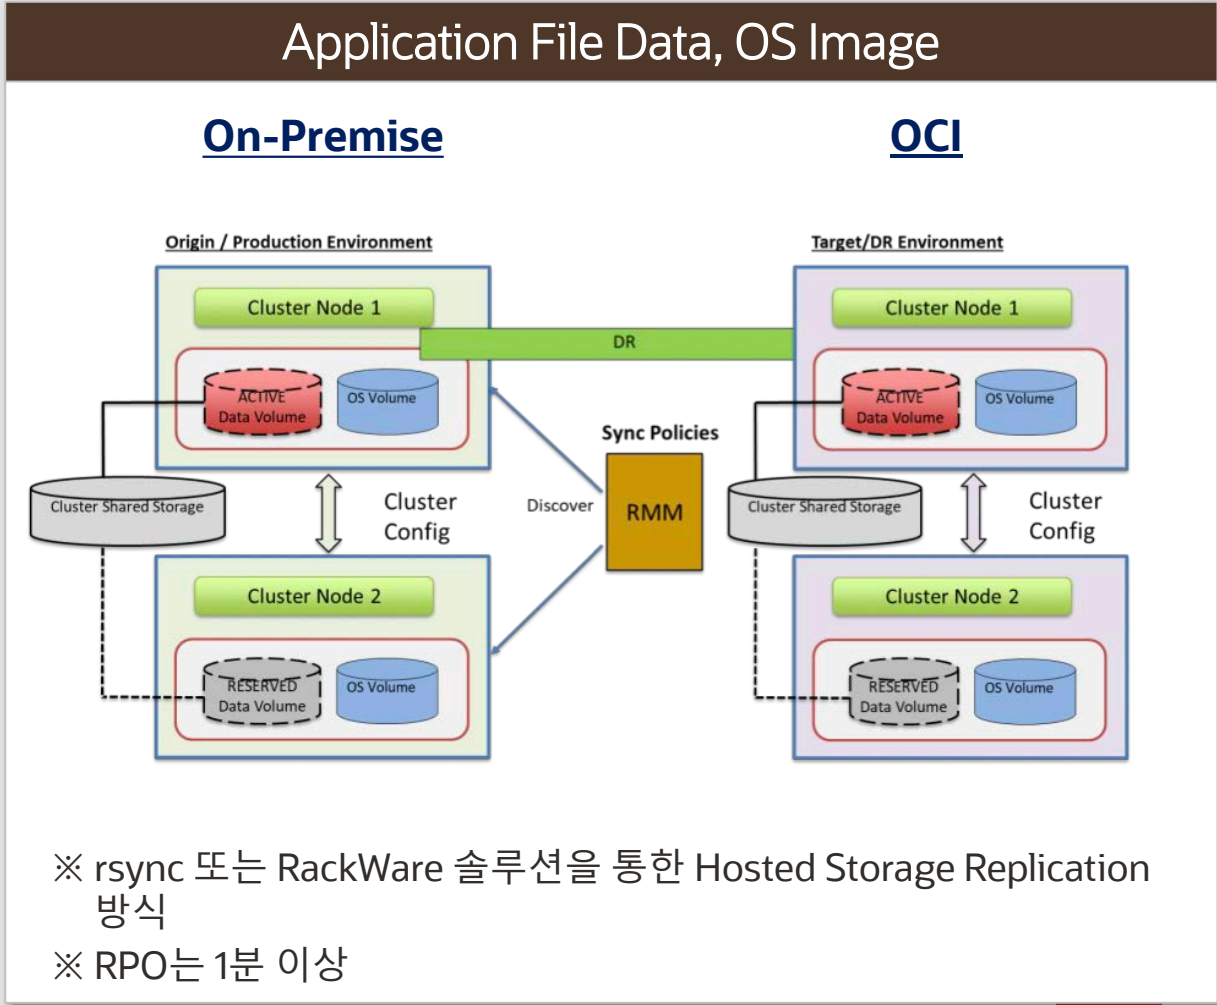 Application File Data, OS Image
On-Premise
OCI
Origin / Production Environment
Target/DR Environment
Cluster Node 1
Cluster Node 1
DR
ACTIVE
Data Volume
OS Volume
ACTIVE
Data Volume
OS Volume
Sync Policies
Cluster Shared Storage
Cluster
Config
Discover
RMM
Cluster Shared Storage
Cluster
Config
Cluster Node 2
Cluster Node 2
RESERVED
Data Volume
OS Volume
RESERVED
Data Volume
OS Volume
※ rsync 또는 RackWare 솔루션을 통한 Hosted Storage Replication
방식
※ RPO는 1분 이상